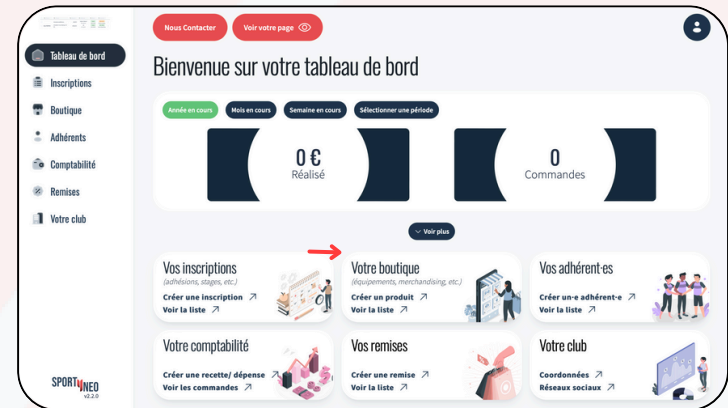 Nous Contacter
Voir votre page
Tableau de bord
Inscriptions
Boutique
Adhérents
Comptabilité
Remises
Votre club
SPORTYNEO
v2.2.0
Bienvenue sur votre tableau de bord
Année en cours
Mois en cours
Semaine en cours
Sélectionner une période
0 €
Réalisé
0
Commandes
Voir plus
Vos inscriptions
(adhésions, stages, etc.)
Créer une inscription
Voir la liste
Votre boutique
(équipements, merchandising, etc.)
Créer un produit
Voir la liste
Vos adhérent·es
Créer un·e adhérent·e
Voir la liste
Votre comptabilité
Créer une recette/ dépense
Voir les commandes
Vos remises
Créer une remise
Voir la liste
Votre club
Coordonnées
Réseaux sociaux